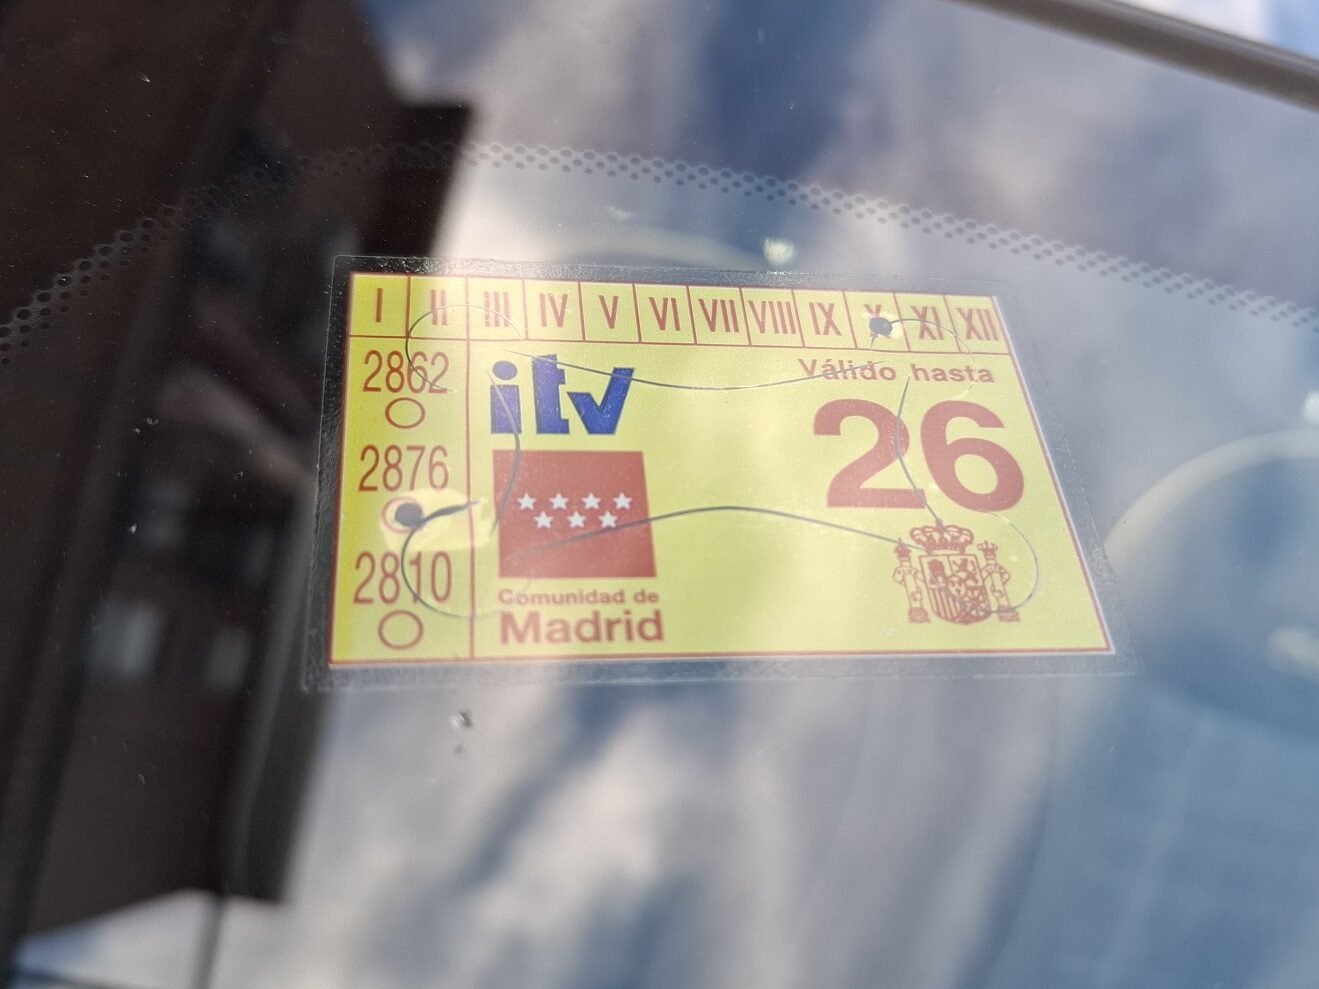 I II III IV V VI VII VIII IX X XI XII
2862
2876
2810
itv
Válido hasta
26
Comunidad de
Madrid